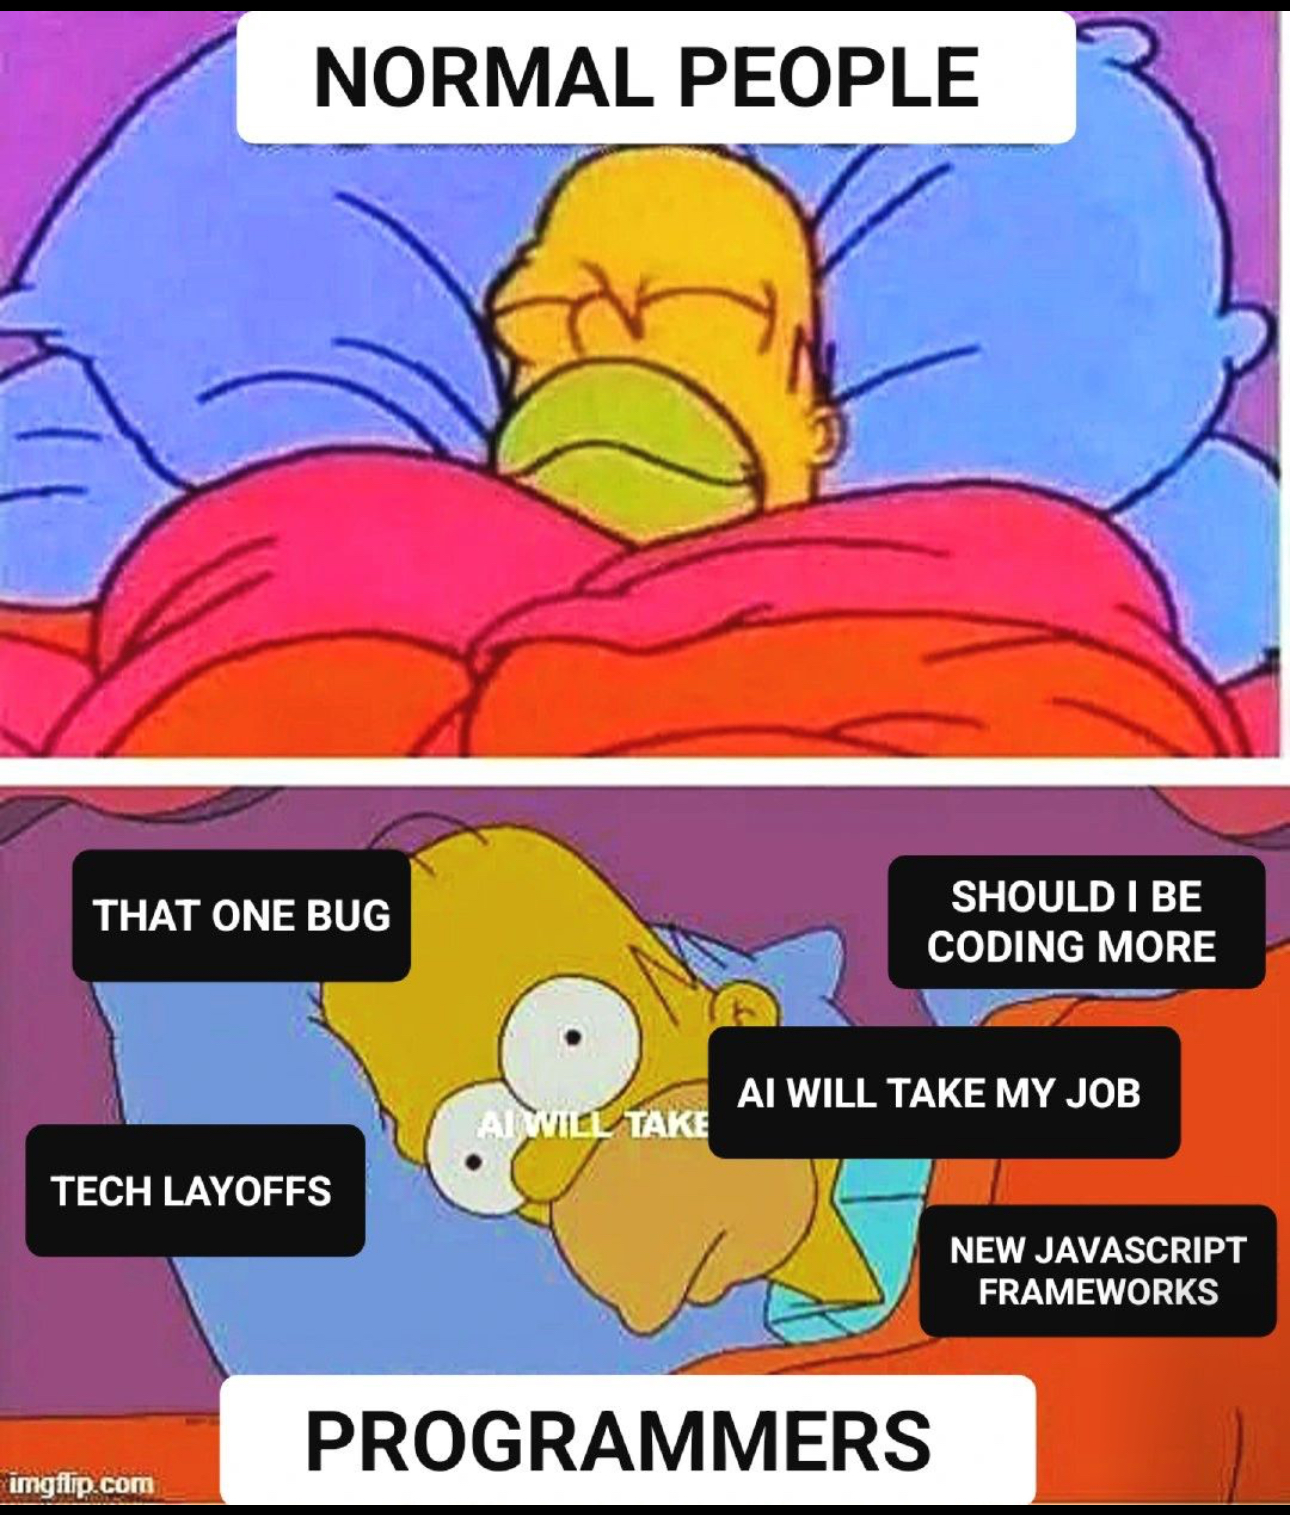 NORMAL PEOPLE
THAT ONE BUG
SHOULD I BE
CODING MORE
AI WILL TAKE MY JOB
AI WILL TAKE
TECH LAYOFFS
NEW JAVASCRIPT
FRAMEWORKS
PROGRAMMERS
imgflip.com